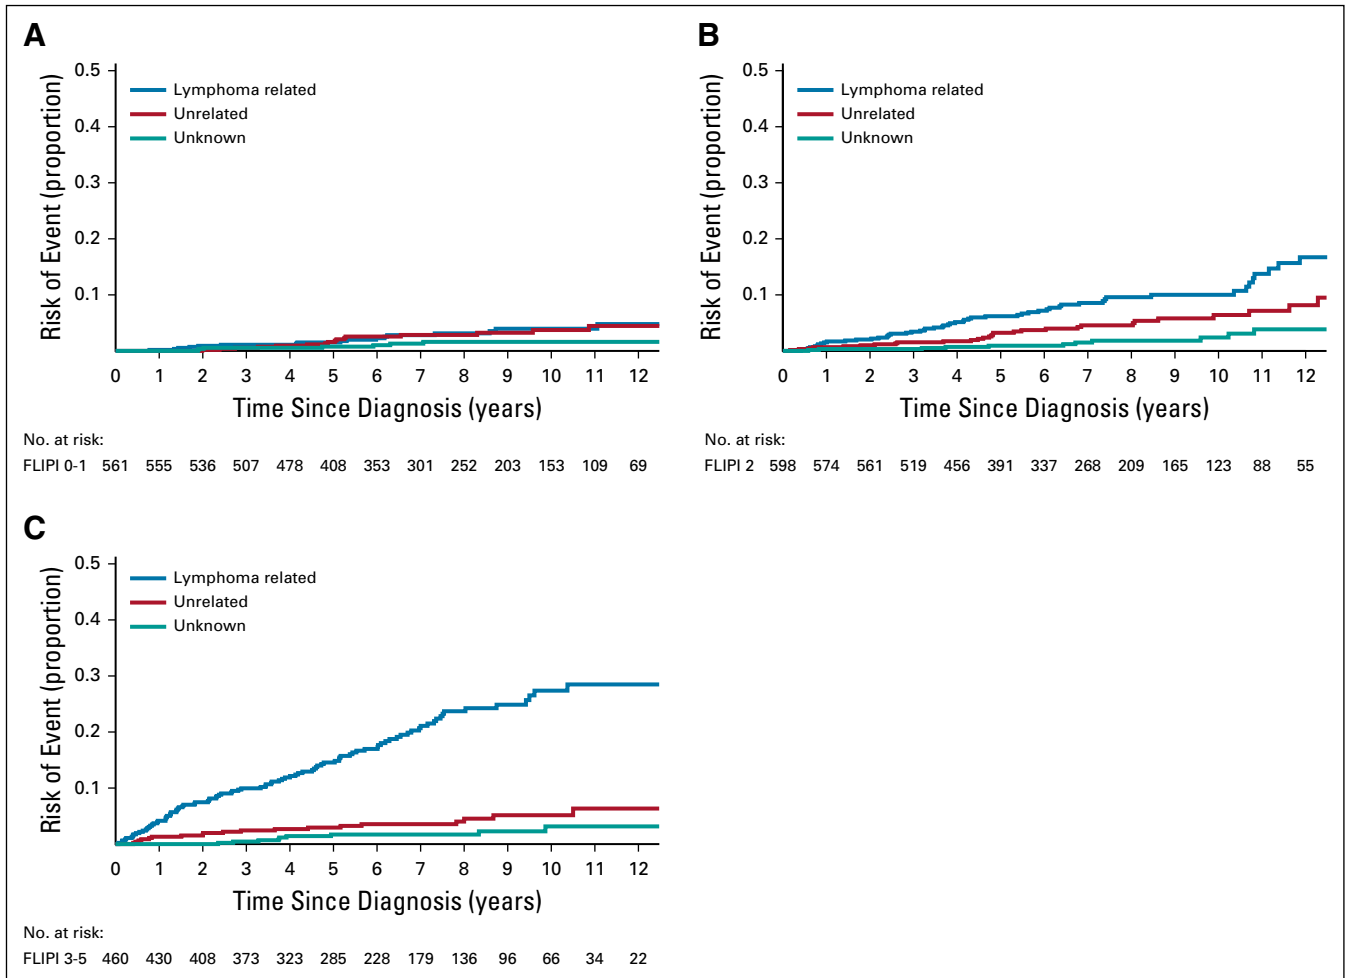 A
Risk of Event (proportion)
0.5
0.4
0.3
0.2
0.1
Lymphoma related
Unrelated
Unknown
0 1 2 3 4 5 6 7 8 9 10 11 12
Time Since Diagnosis (years)
No. at risk:
FLIPI 0-1 561 555 536 507 478 408 353 301 252 203 153 109 69
B
Risk of Event (proportion)
0.5
0.4
0.3
0.2
0.1
Lymphoma related
Unrelated
Unknown
0 1 2 3 4 5 6 7 8 9 10 11 12
Time Since Diagnosis (years)
No. at risk:
FLIPI 2 598 574 561 519 456 391 337 268 209 165 123 88 55
C
Risk of Event (proportion)
0.5
0.4
0.3
0.2
0.1
Lymphoma related
Unrelated
Unknown
0 1 2 3 4 5 6 7 8 9 10 11 12
Time Since Diagnosis (years)
No. at risk:
FLIPI 3-5 460 430 408 373 323 285 228 179 136 96 66 34 22